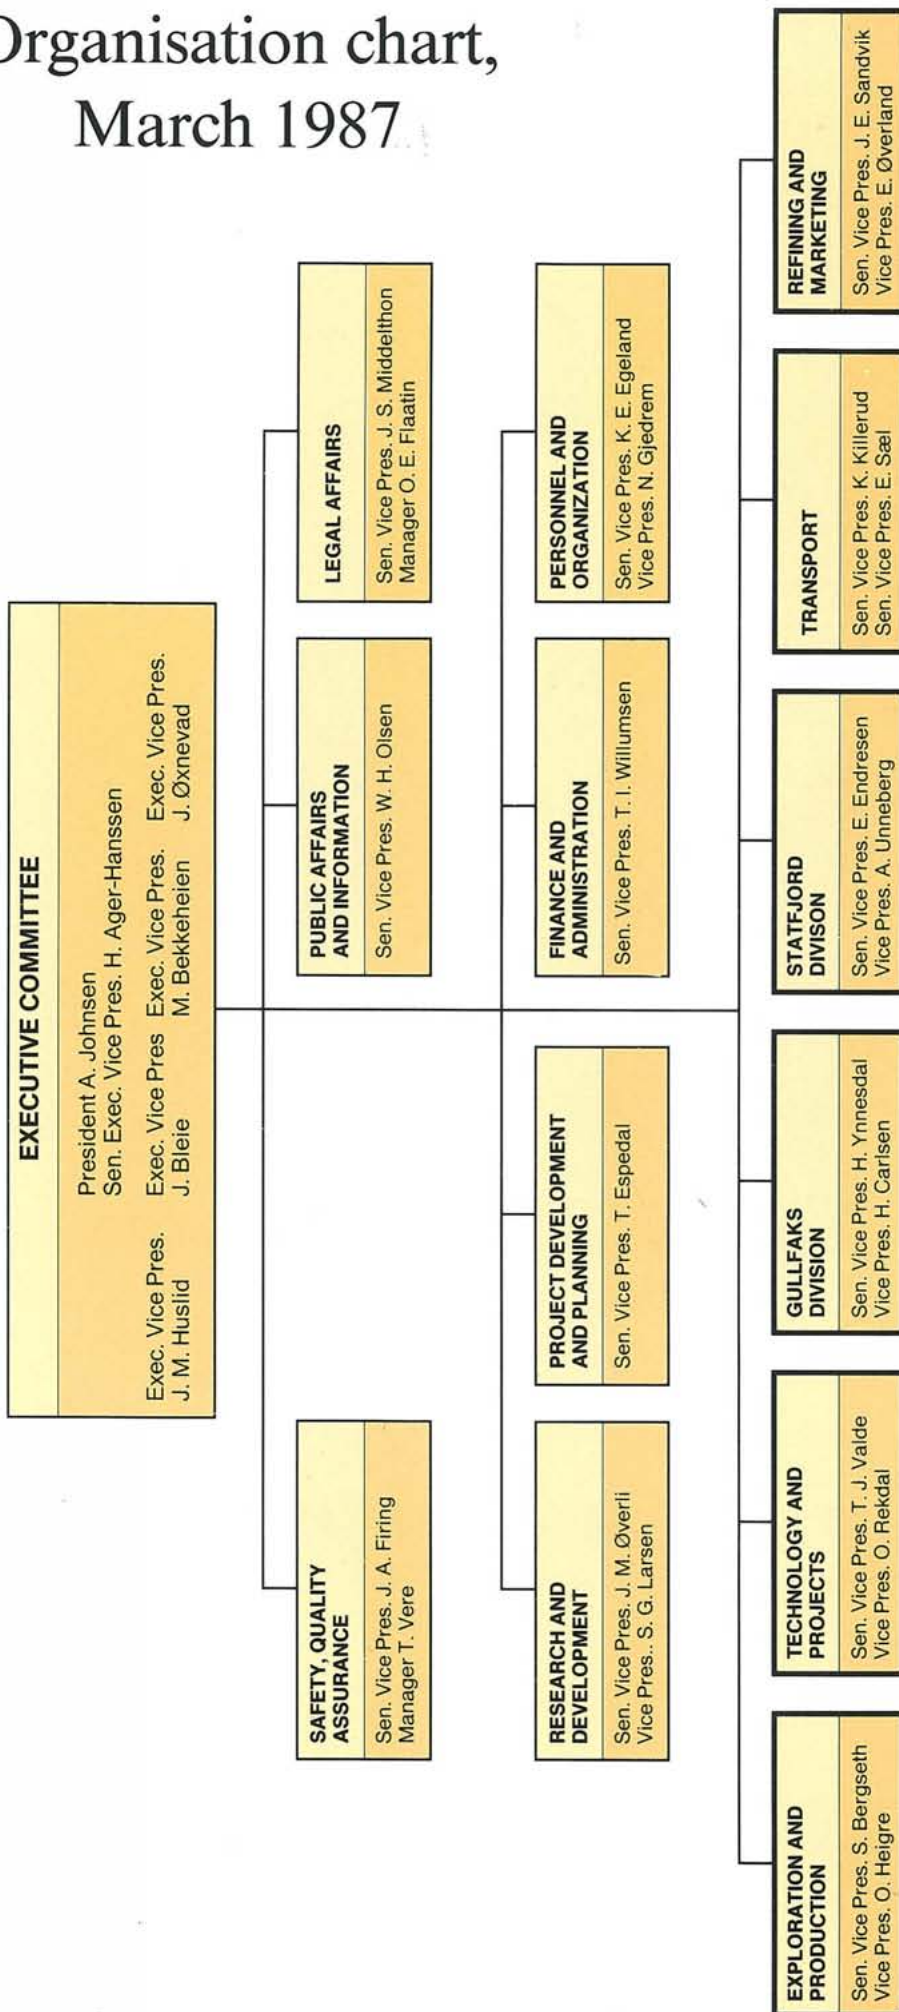 Organisation chart,
March 1987
EXECUTIVE COMMITTEE
President A. Johnsen
Sen. Exec. Vice Pres. H. Ager-Hanssen
Exec. Vice Pres. Exec. Vice Pres Exec. Vice Pres. Exec. Vice Pres.
J. M. Huslid J. Bleie M. Bekkeheien J. Øxnevad
SAFETY, QUALITY
ASSURANCE
Sen. Vice Pres. J. A. Firing
Manager T. Vere
PUBLIC AFFAIRS
AND INFORMATION
Sen. Vice Pres. W. H. Olsen
LEGAL AFFAIRS
Sen. Vice Pres. J. S. Middelthon
Manager O. E. Flaatin
RESEARCH AND
DEVELOPMENT
Sen. Vice Pres. J. M. Øverli
Vice Pres.. S. G. Larsen
PROJECT DEVELOPMENT
AND PLANNING
Sen. Vice Pres. T. Espedal
FINANCE AND
ADMINISTRATION
Sen. Vice Pres. T. I. Willumsen
PERSONNEL AND
ORGANIZATION
Sen. Vice Pres. K. E. Egeland
Vice Pres. N. Gjedrem
EXPLORATION AND
PRODUCTION
Sen. Vice Pres. S. Bergseth
Vice Pres. O. Heigre
TECHNOLOGY AND
PROJECTS
Sen. Vice Pres. T. J. Valde
Vice Pres. O. Rekdal
GULLFAKS
DIVISION
Sen. Vice Pres. H. Ynnesdal
Vice Pres. H. Carlsen
STATFJORD
DIVISON
Sen. Vice Pres. E. Endresen
Vice Pres. A. Unneberg
TRANSPORT
Sen. Vice Pres. K. Killerud
Sen. Vice Pres. E. Sæl
REFINING AND
MARKETING
Sen. Vice Pres. J. E. Sandvik
Vice Pres. E. Øverland